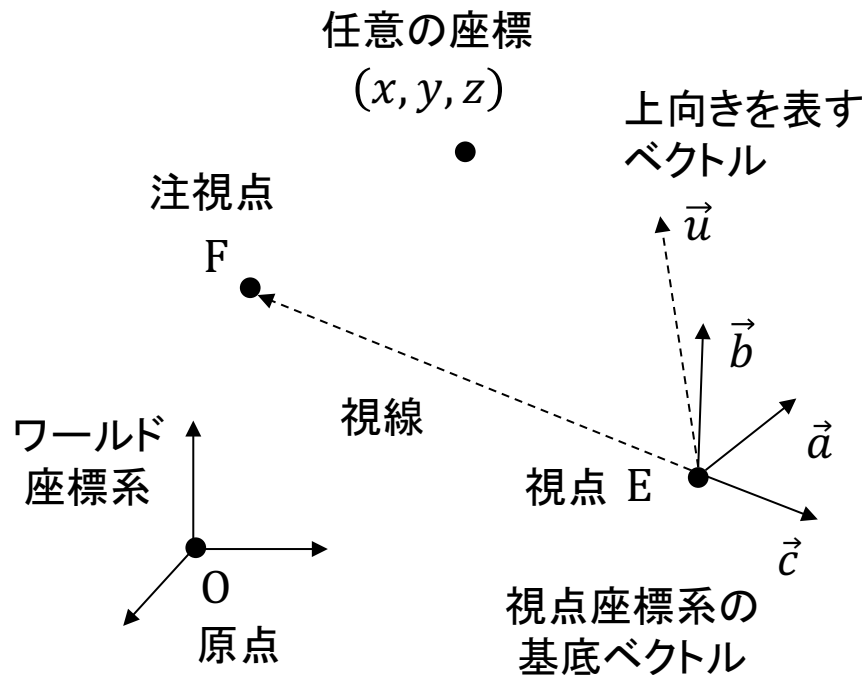 任意の座標
(x, y, z)
上向きを表す
ベクトル
u⃗
注視点
F
b⃗
視線
a⃗
ワールド
座標系
視点 E
c⃗
O
原点
視点座標系の
基底ベクトル